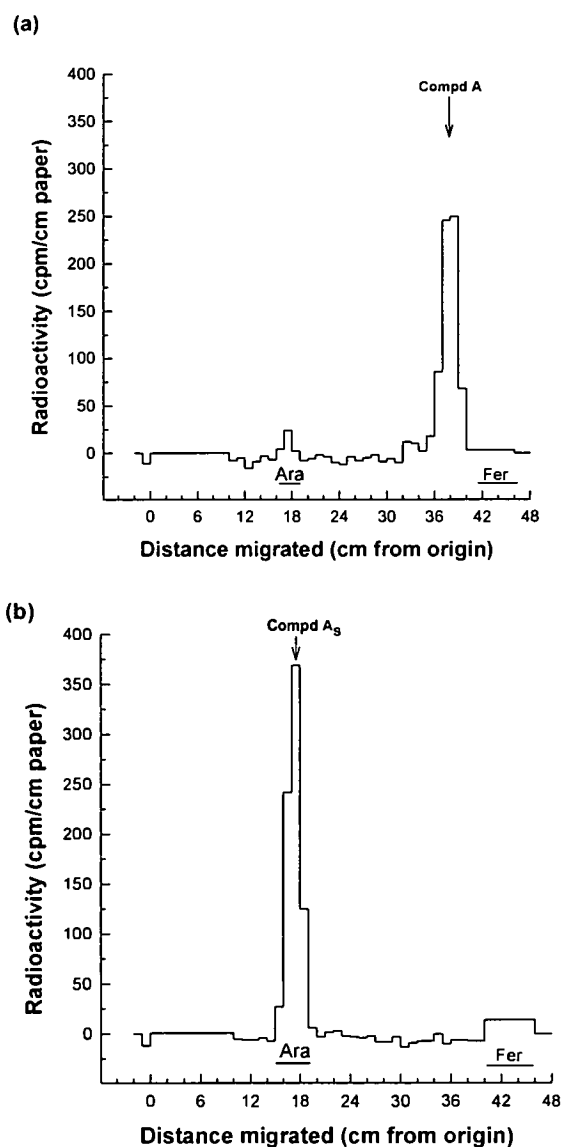 (a)
400
Compd A
350
300
250
200
150
100
50
0
Radioactivity (cpm/cm paper)
Ara
Fer
0 6 12 18 24 30 36 42 48
Distance migrated (cm from origin)
(b)
400
Compd As
350
300
250
200
150
100
50
0
Radioactivity (cpm/cm paper)
Ara
Fer
0 6 12 18 24 30 36 42 48
Distance migrated (cm from origin)